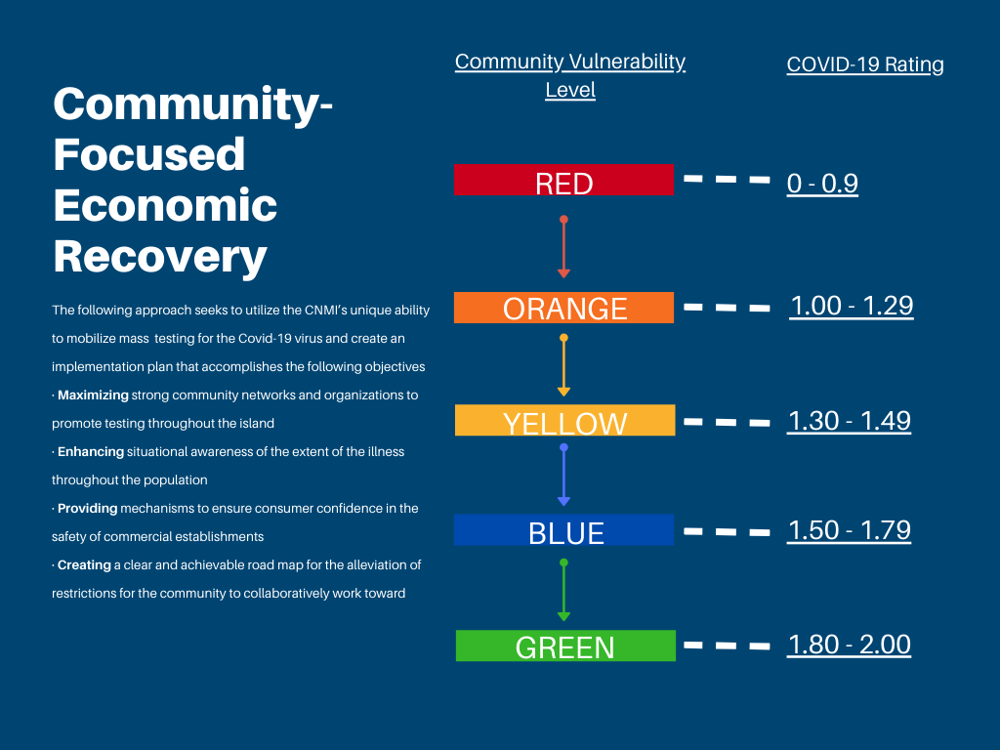 Community-
Focused
Economic
Recovery
The following approach seeks to utilize the CNMI's unique ability
to mobilize mass  testing for the Covid-19 virus and create an
implementation plan that accomplishes the following objectives
· Maximizing strong community networks and organizations to
promote testing throughout the island
· Enhancing situational awareness of the extent of the illness
throughout the population
· Providing mechanisms to ensure consumer confidence in the
safety of commercial establishments
· Creating a clear and achievable road map for the alleviation of
restrictions for the community to collaboratively work toward
Community Vulnerability
Level
COVID-19 Rating
RED
0 - 0.9
ORANGE
1.00 - 1.29
YELLOW
1.30 - 1.49
BLUE
1.50 - 1.79
GREEN
1.80 - 2.00